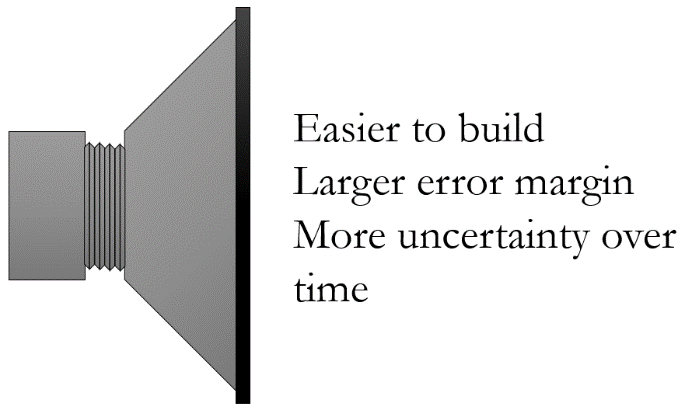 Easier to build
Larger error margin
More uncertainty over
time